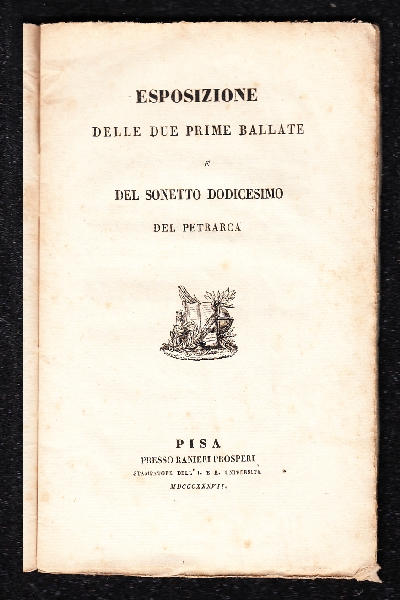 ESPOSIZIONE
DELLE DUE PRIME BALLATE
E
DEL SONETTO DODICESIMO
DEL PETRARCA
PISA
PRESSO RANIERI PROSPERI
STAMPATORE DELL' I. E R. UNIVERSITÀ
MDCCCXXXVII.